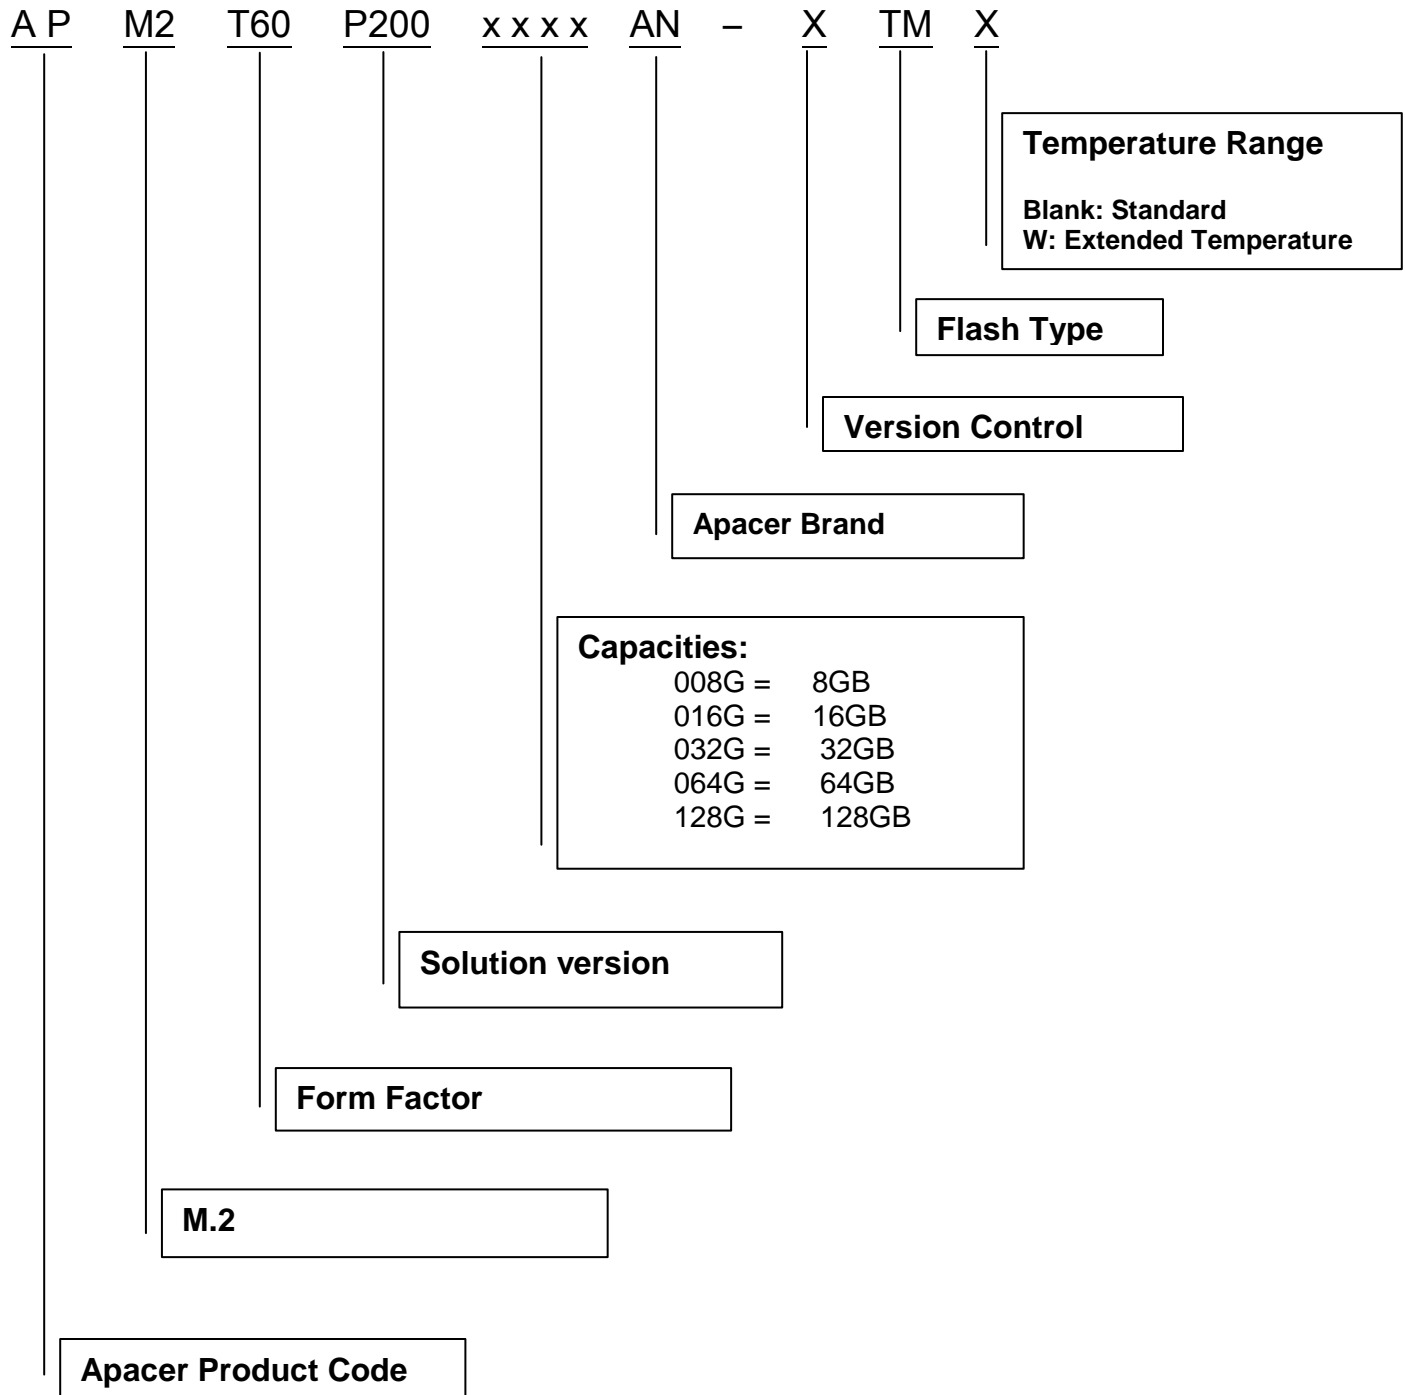 A P M2 T60 P200 x x x x AN – X TM X
Temperature Range
Blank: Standard
W: Extended Temperature
Flash Type
Version Control
Apacer Brand
Capacities:
008G = 8GB
016G = 16GB
032G = 32GB
064G = 64GB
128G = 128GB
Solution version
Form Factor
M.2
Apacer Product Code